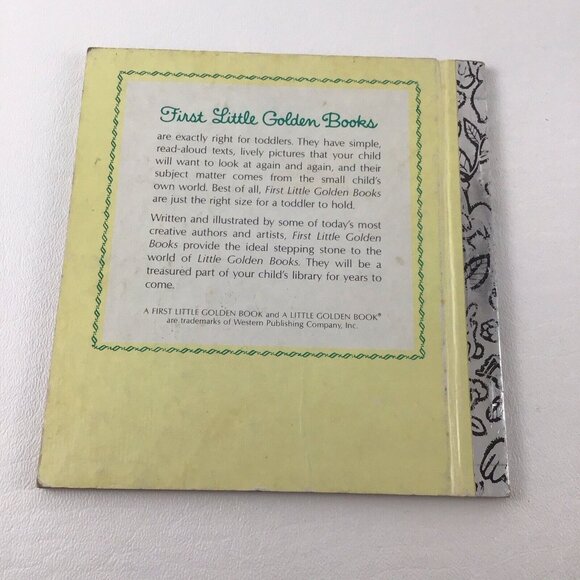 First Little Golden Books
are exactly right for toddlers. They have simple,
read-aloud texts, lively pictures that your child
will want to look at again and again, and their
subject matter comes from the small child's
own world. Best of all, First Little Golden Books
are just the right size for a toddler to hold.
Written and illustrated by some of today's most
creative authors and artists, First Little Golden
Books provide the ideal stepping stone to the
world of Little Golden Books. They will be a
treasured part of your child's library for years to
come.
A FIRST LITTLE GOLDEN BOOK and A LITTLE GOLDEN BOOK®
are trademarks of Western Publishing Company, Inc.